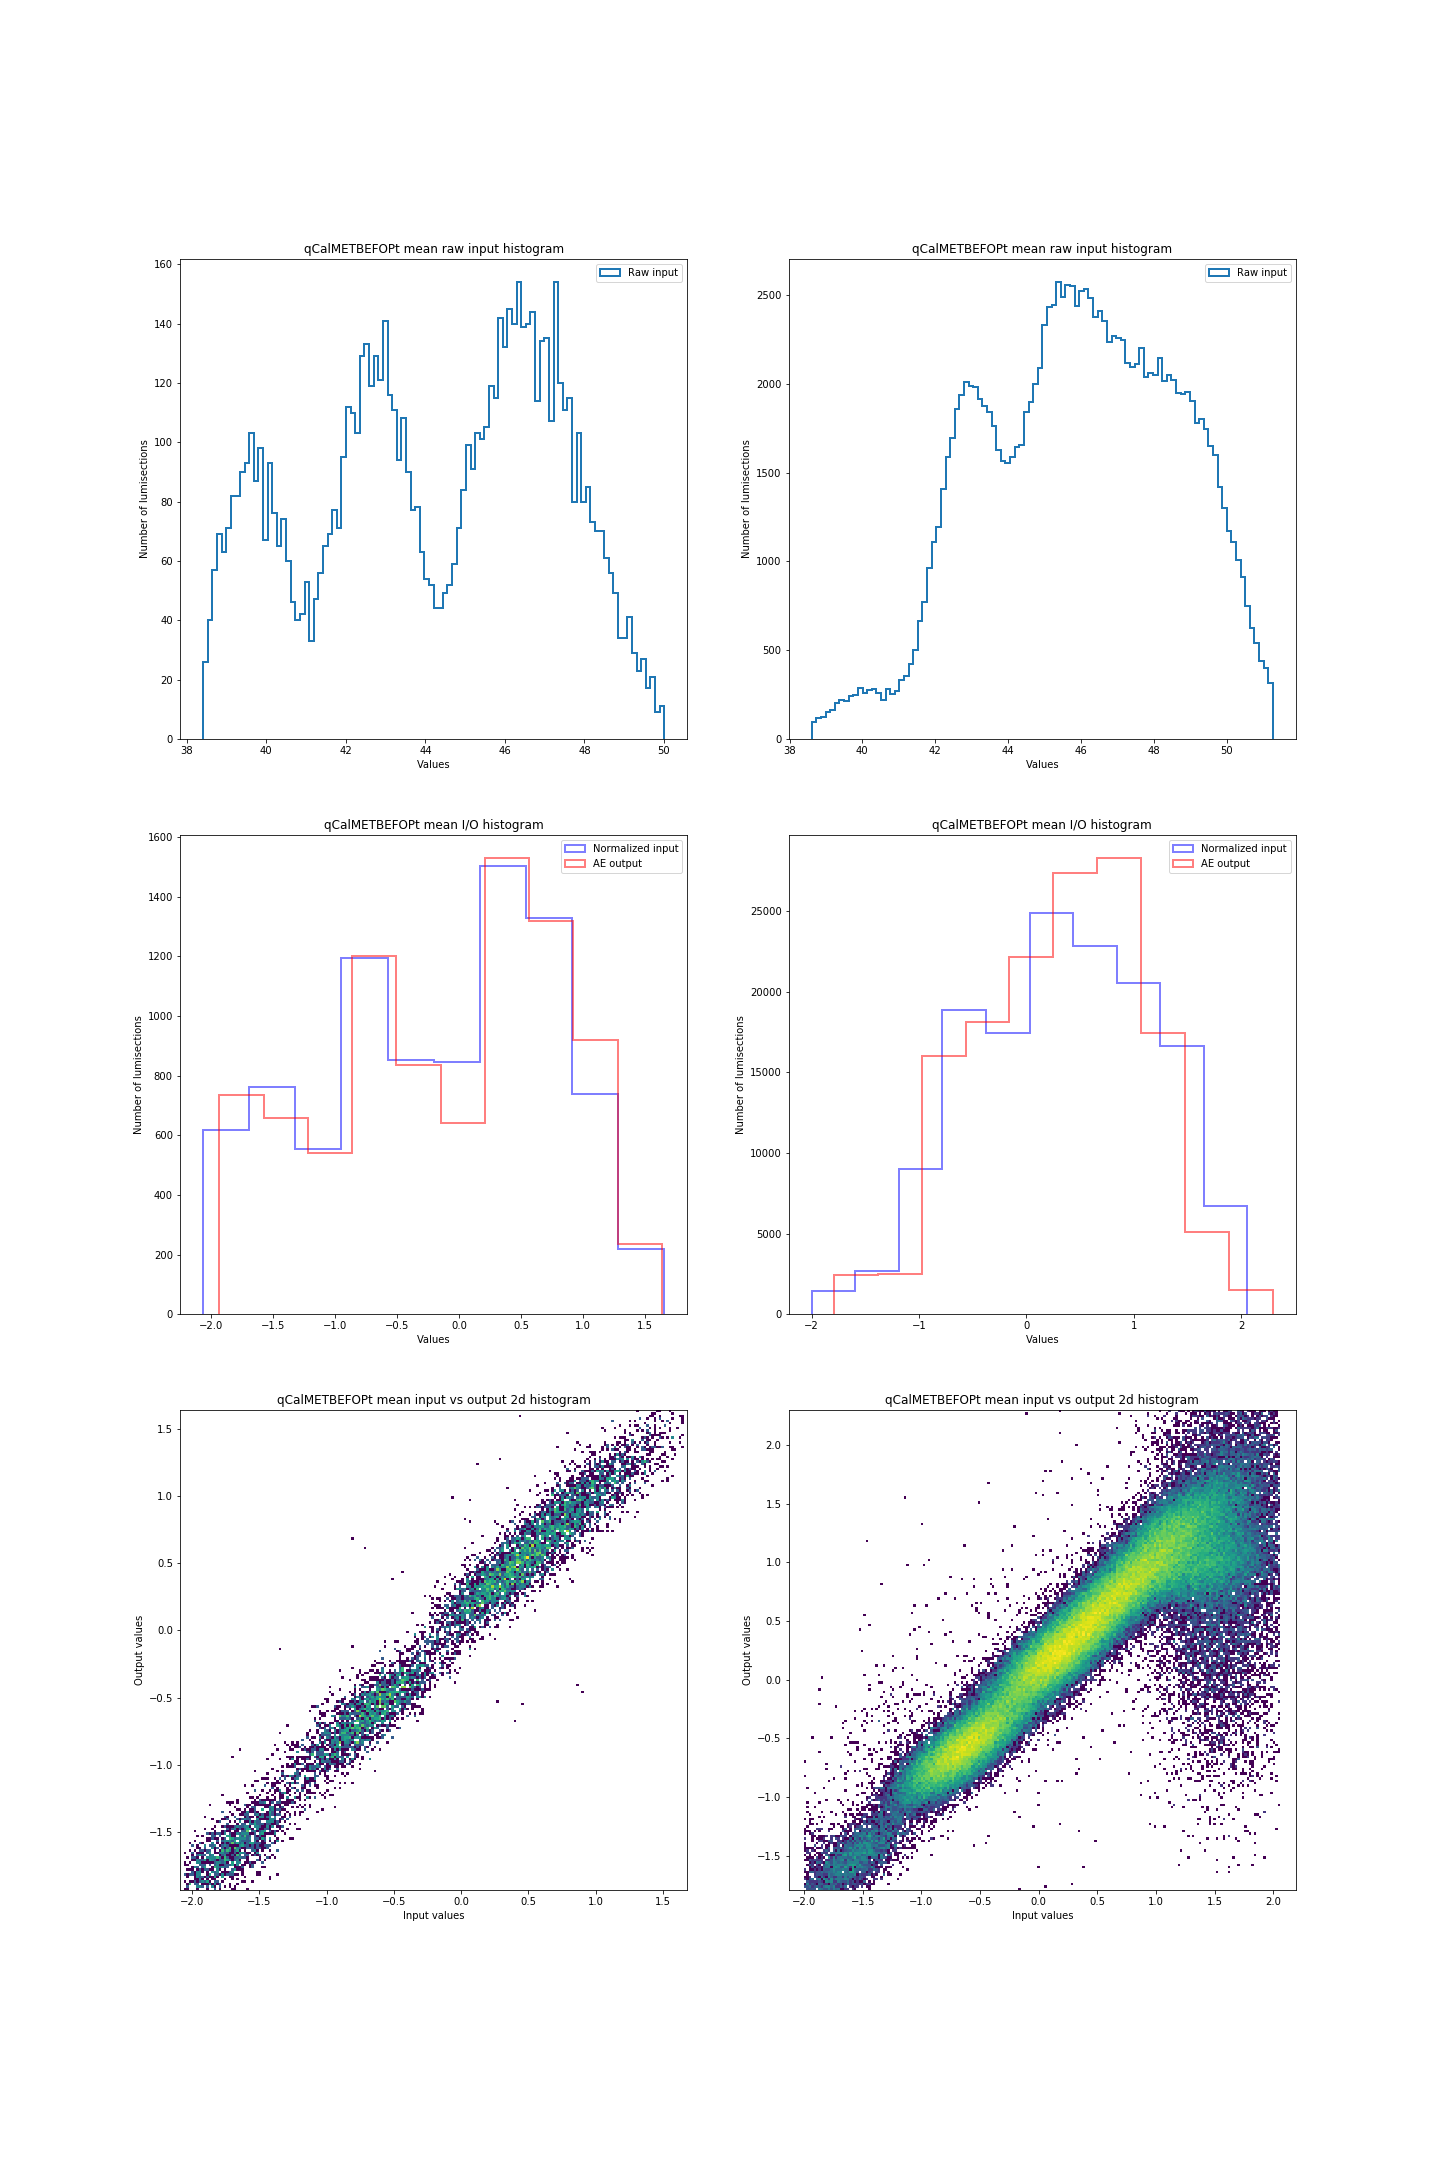 qCalMETBEFOPt mean raw input histogram
Raw input
160
140
120
100
80
60
40
20
0
38 40 42 44 46 48 50
Number of lumisections
Values
qCalMETBEFOPt mean raw input histogram
Raw input
2500
2000
1500
1000
500
0
38 40 42 44 46 48 50
Number of lumisections
Values
qCalMETBEFOPt mean I/O histogram
Normalized input
AE output
1600
1400
1200
1000
800
600
400
200
0
−2.0 −1.5 −1.0 −0.5 0.0 0.5 1.0 1.5
Number of lumisections
Values
qCalMETBEFOPt mean I/O histogram
Normalized input
AE output
25000
20000
15000
10000
5000
0
−2 −1 0 1 2
Number of lumisections
Values
qCalMETBEFOPt mean input vs output 2d histogram
1.5
1.0
0.5
0.0
−0.5
−1.0
−1.5
−2.0 −1.5 −1.0 −0.5 0.0 0.5 1.0 1.5
Output values
Input values
qCalMETBEFOPt mean input vs output 2d histogram
2.0
1.5
1.0
0.5
0.0
−0.5
−1.0
−1.5
−2.0 −1.5 −1.0 −0.5 0.0 0.5 1.0 1.5 2.0
Output values
Input values